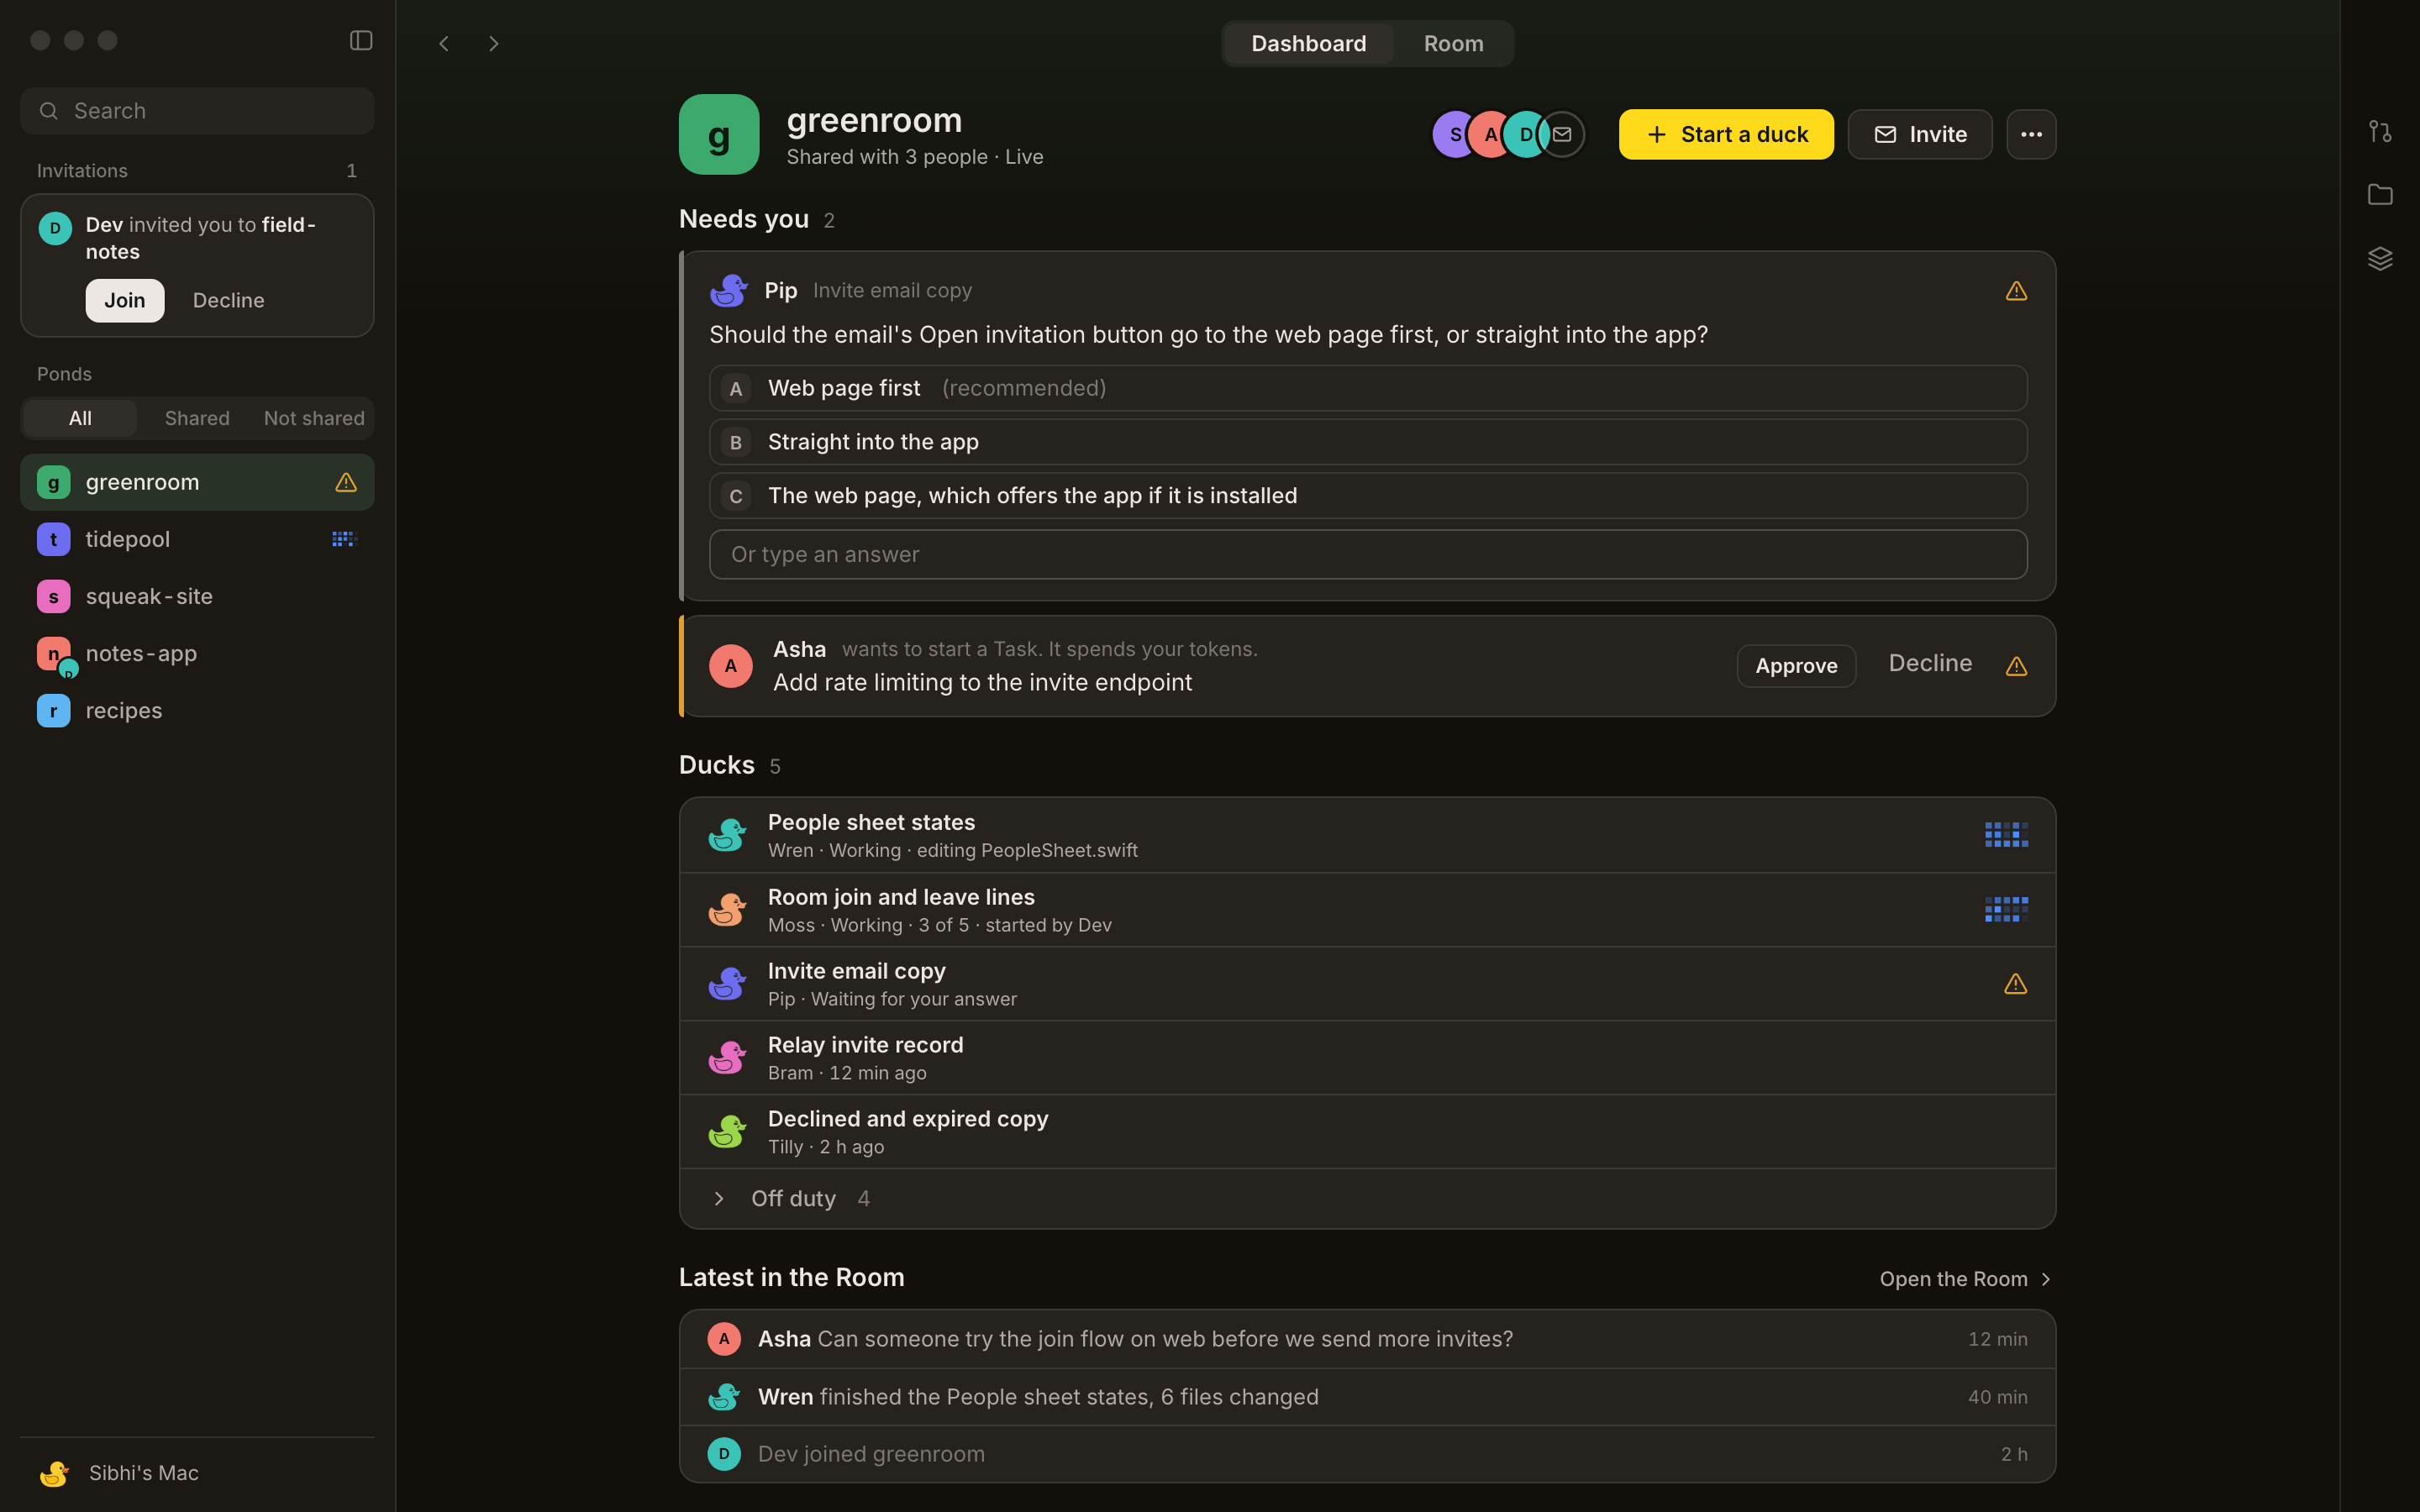 Search
Invitations 1
D
Dev invited you to field-
notes
Join Decline
Ponds
All Shared Not shared
g greenroom
t tidepool
s squeak-site
n D notes-app
r recipes
Sibhi's Mac
Dashboard Room
g
greenroom
Shared with 3 people · Live
S A D
Start a duck
Invite
Needs you 2
Pip Invite email copy
Should the email's Open invitation button go to the web page first, or straight into the app?
A Web page first (recommended)
B Straight into the app
C The web page, which offers the app if it is installed
Or type an answer
A
Asha wants to start a Task. It spends your tokens.
Add rate limiting to the invite endpoint
Approve Decline
Ducks 5
People sheet states
Wren · Working · editing PeopleSheet.swift
Room join and leave lines
Moss · Working · 3 of 5 · started by Dev
Invite email copy
Pip · Waiting for your answer
Relay invite record
Bram · 12 min ago
Declined and expired copy
Tilly · 2 h ago
Off duty 4
Latest in the Room Open the Room
A Asha Can someone try the join flow on web before we send more invites? 12 min
Wren finished the People sheet states, 6 files changed 40 min
D Dev joined greenroom 2 h